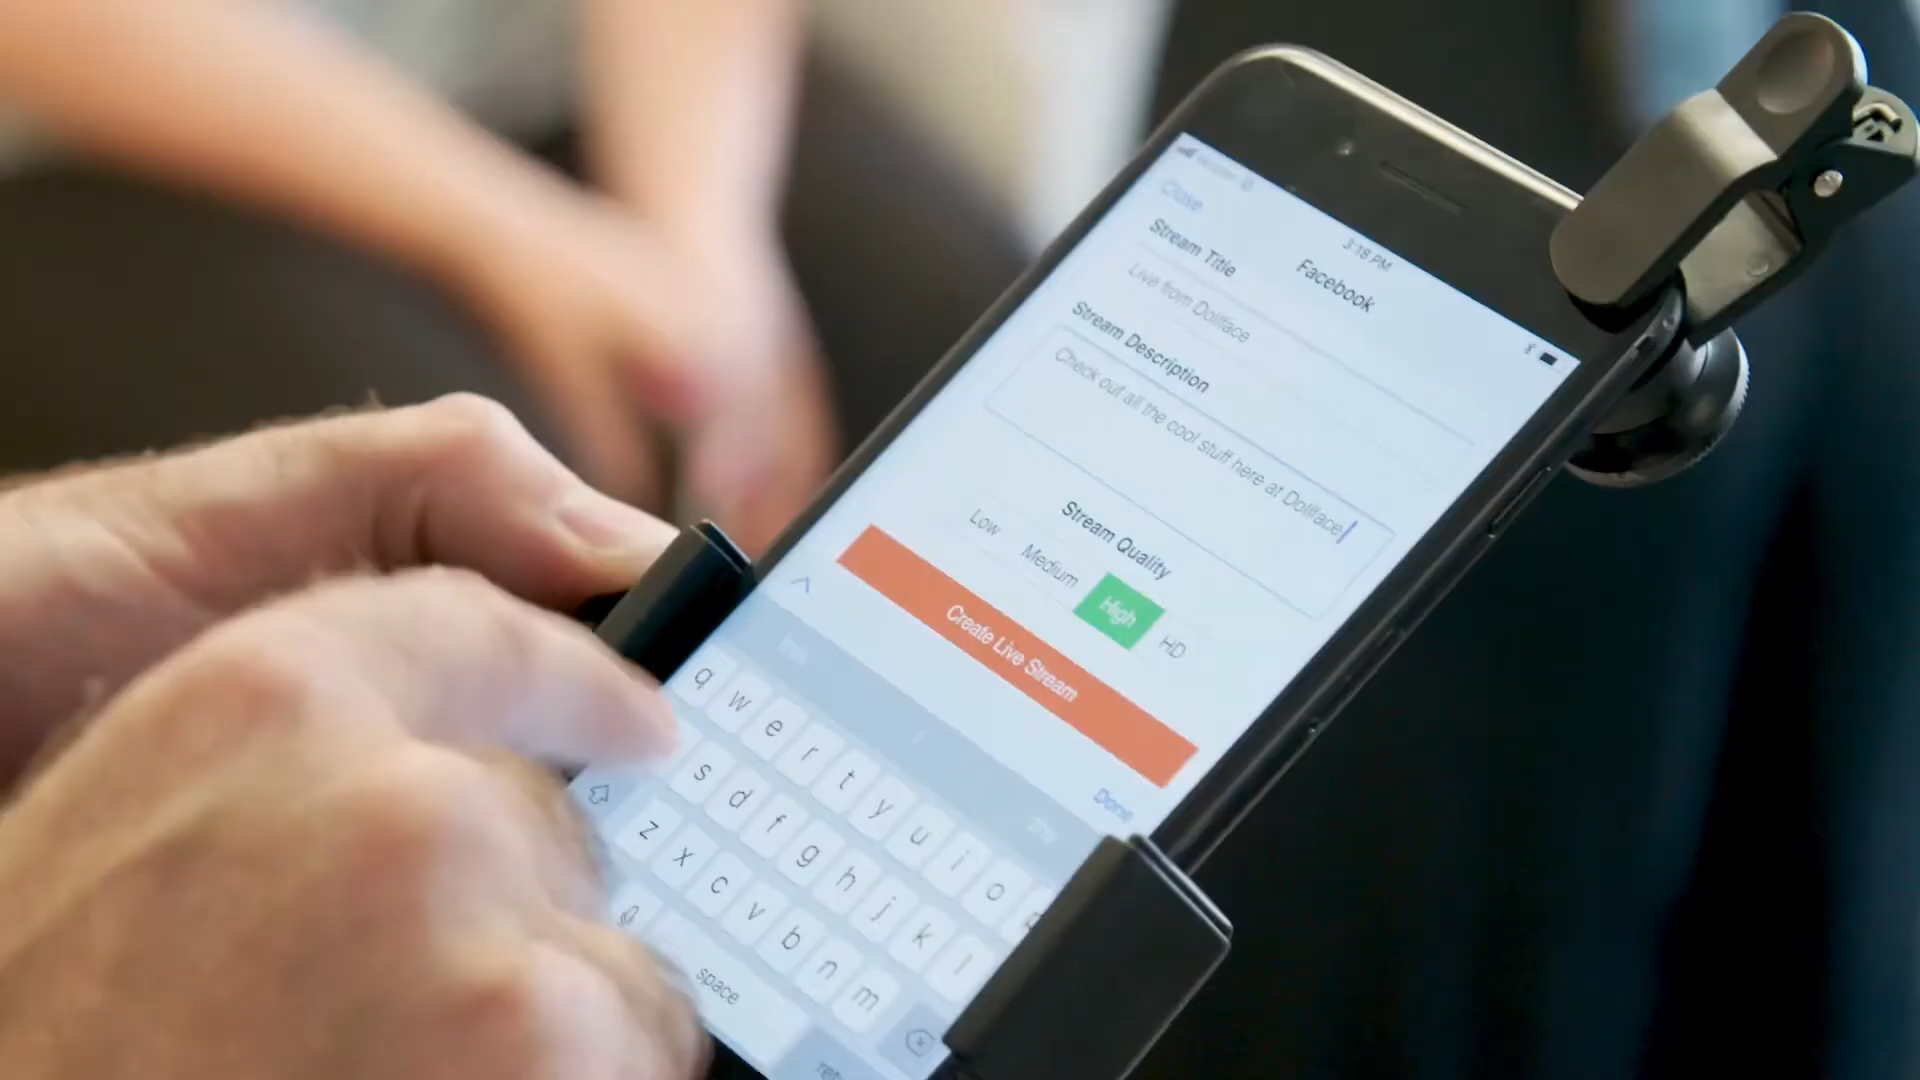 3:18 PM
Close
Facebook
Stream Title
Live from Dollface
Stream Description
Check out all the cool stuff here at Dollface
Stream Quality
Low Medium High HD
Create Live Stream
Done
q w e r t y u i o
s d f g h j k l
z x c v b n m
space